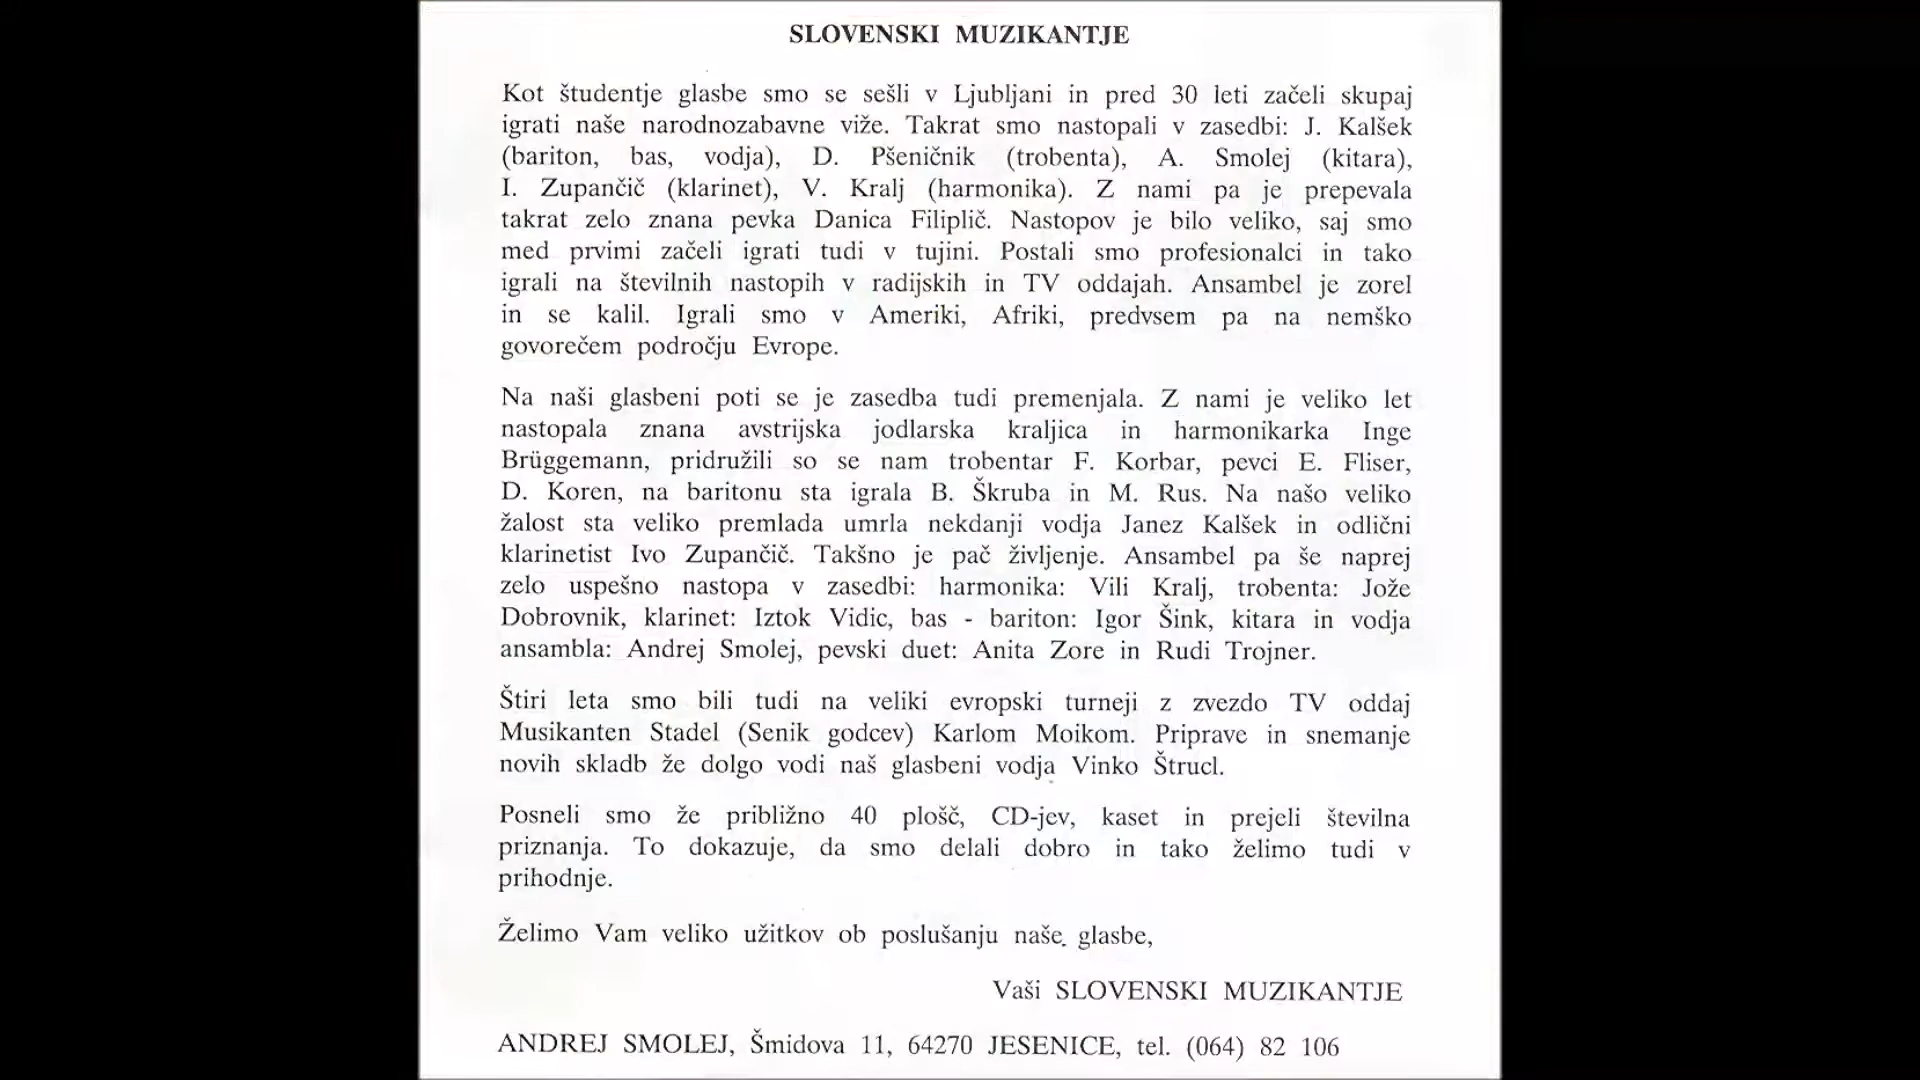 SLOVENSKI MUZIKANTJE
Kot študentje glasbe smo se sešli v Ljubljani in pred 30 leti začeli skupaj
igrati naše narodnozabavne viže. Takrat smo nastopali v zasedbi: J. Kalšek
(bariton, bas, vodja), D. Pšeničnik (trobenta), A. Smolej (kitara),
I. Zupančič (klarinet), V. Kralj (harmonika). Z nami pa je prepevala
takrat zelo znana pevka Danica Filiplič. Nastopov je bilo veliko, saj smo
med prvimi začeli igrati tudi v tujini. Postali smo profesionalci in tako
igrali na številnih nastopih v radijskih in TV oddajah. Ansambel je zorel
in se kalil. Igrali smo v Ameriki, Afriki, predvsem pa na nemško
govorečem področju Evrope.
Na naši glasbeni poti se je zasedba tudi premenjala. Z nami je veliko let
nastopala znana avstrijska jodlarska kraljica in harmonikarka Inge
Brüggemann, pridružili so se nam trobentar F. Korbar, pevci E. Fliser,
D. Koren, na baritonu sta igrala B. Škruba in M. Rus. Na našo veliko
žalost sta veliko premlada umrla nekdanji vodja Janez Kalšek in odlični
klarinetist Ivo Zupančič. Takšno je pač življenje. Ansambel pa še naprej
zelo uspešno nastopa v zasedbi: harmonika: Vili Kralj, trobenta: Jože
Dobrovnik, klarinet: Iztok Vidic, bas - bariton: Igor Šink, kitara in vodja
ansambla: Andrej Smolej, pevski duet: Anita Zore in Rudi Trojner.
Štiri leta smo bili tudi na veliki evropski turneji z zvezdo TV oddaj
Musikanten Stadel (Senik godcev) Karlom Moikom. Priprave in snemanje
novih skladb že dolgo vodi naš glasbeni vodja Vinko Štrucl.
Posneli smo že približno 40 plošč, CD-jev, kaset in prejeli številna
priznanja. To dokazuje, da smo delali dobro in tako želimo tudi v
prihodnje.
Želimo Vam veliko užitkov ob poslušanju naše glasbe,
Vaši SLOVENSKI MUZIKANTJE
ANDREJ SMOLEJ, Šmidova 11, 64270 JESENICE, tel. (064) 82 106